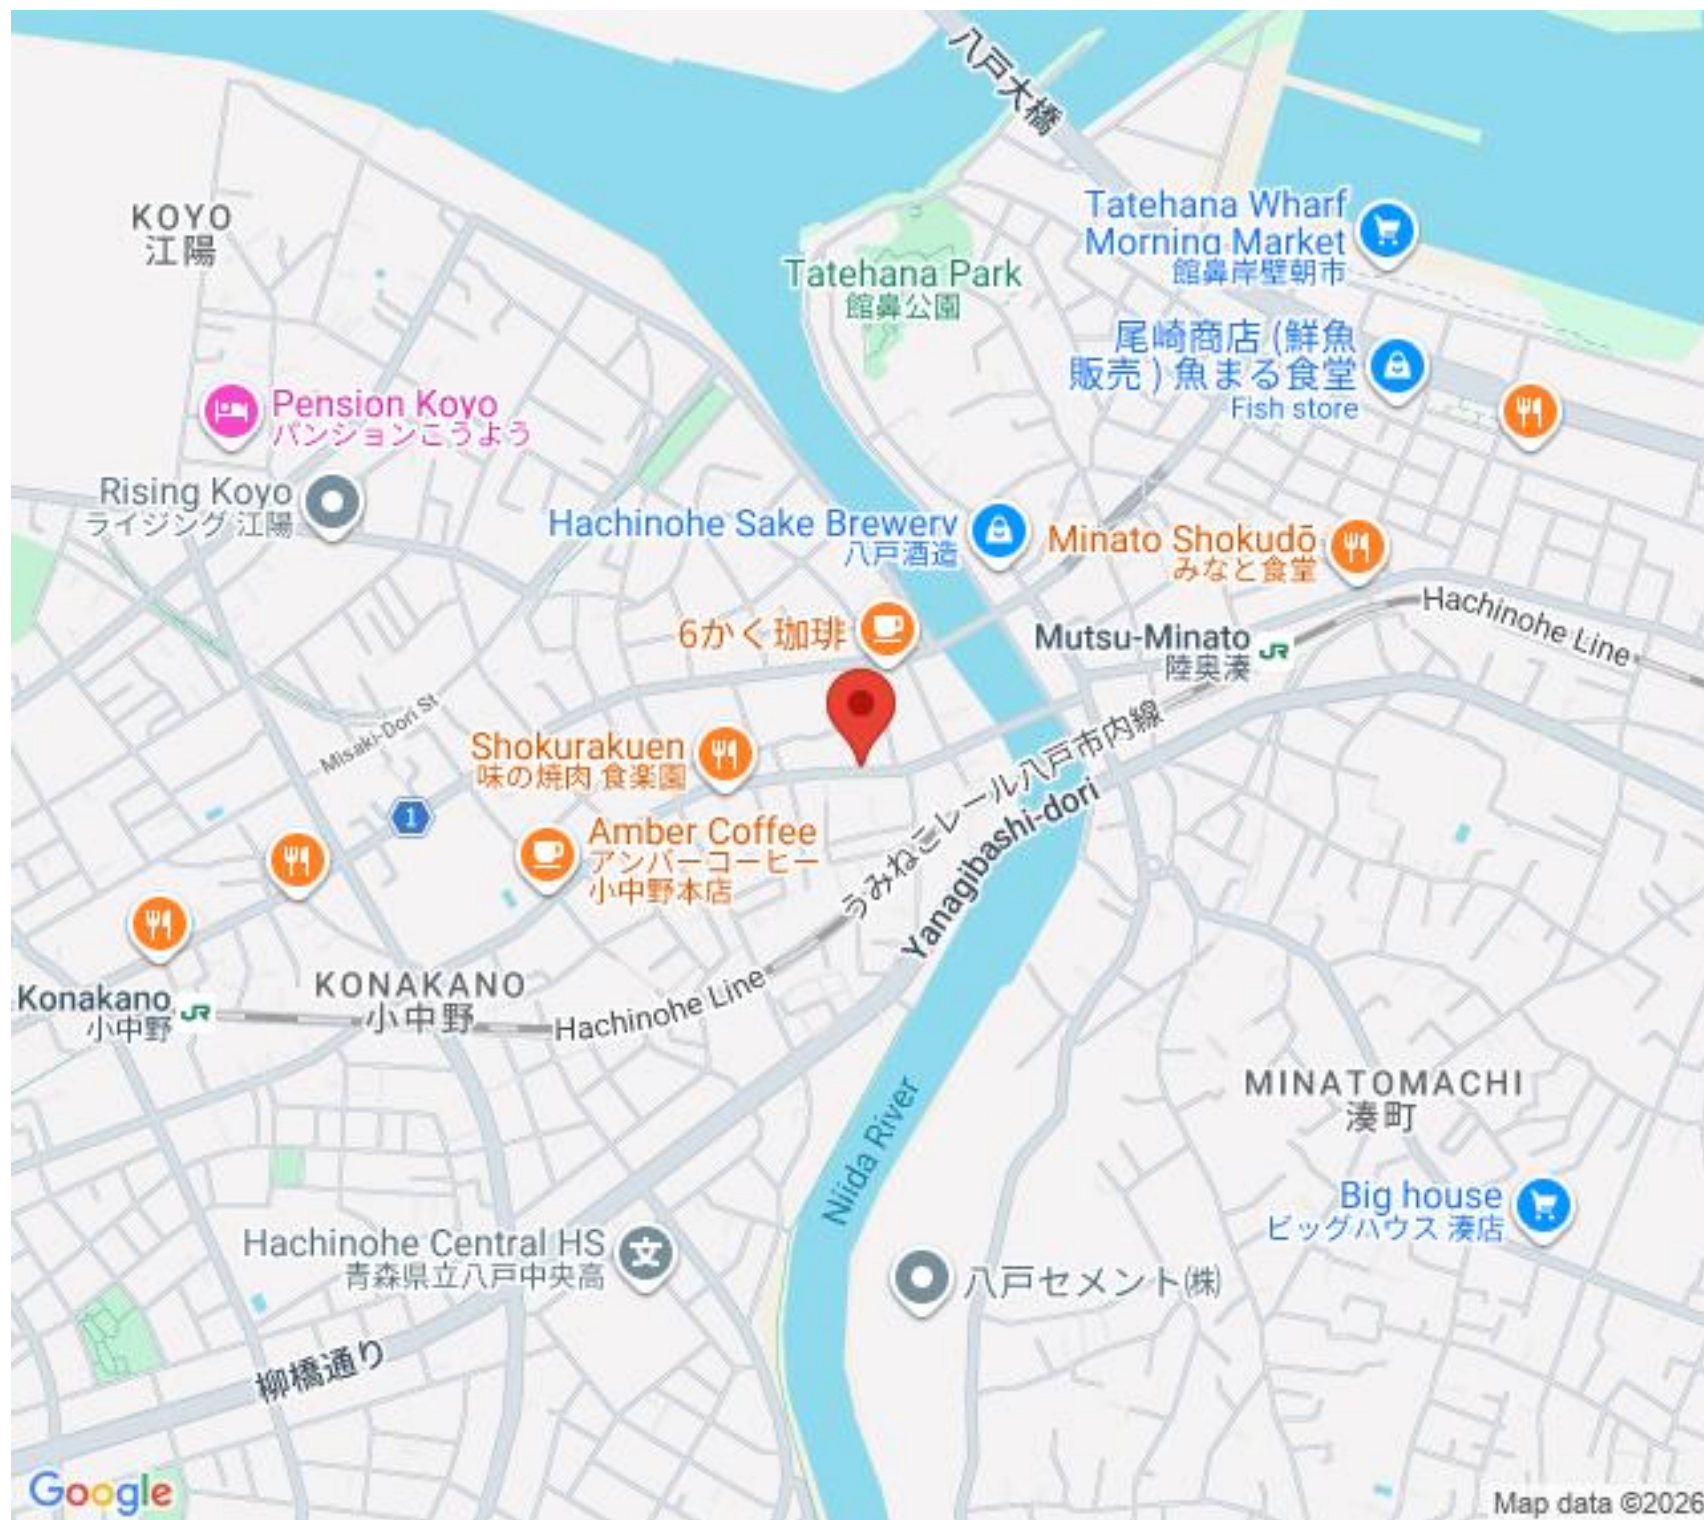 八戸大橋
KOYO
江陽
Tatehana Wharf
Morning Market
館鼻岸壁朝市
Tatehana Park
館鼻公園
尾崎商店 (鮮魚
販売 ) 魚まる食堂
Fish store
Pension Koyo
パンションこうよう
Rising Koyo
ライジング 江陽
Hachinohe Sake Brewery
八戸酒造
Minato Shokudō
みなと食堂
Hachinohe Line
6かく珈琲
Mutsu-Minato
陸奥湊
JR
Misaki-Dori St
Shokurakuen
味の焼肉 食楽園
うみねこレール八戸市内線
Yanagibashi-dori
1
Amber Coffee
アンバーコーヒー
小中野本店
Konakano
小中野
JR
KONAKANO
小中野
Hachinohe Line
Niida River
MINATOMACHI
湊町
Big house
ビッグハウス 湊店
Hachinohe Central HS
青森県立八戸中央高
文
八戸セメント㈱
柳橋通り
Google
Map data ©2026